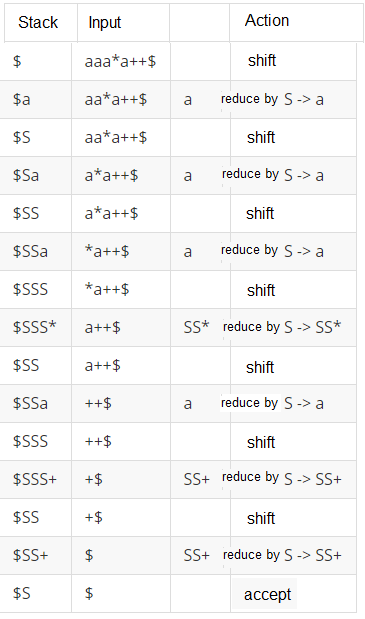 Stack Input Action
$ aaa*a++$ shift
$a aa*a++$ a reduce by S -> a
$S aa*a++$ shift
$Sa a*a++$ a reduce by S -> a
$SS a*a++$ shift
$SSa *a++$ a reduce by S -> a
$SSS *a++$ shift
$SSS* a++$ SS* reduce by S -> SS*
$SS a++$ shift
$SSa ++$ a reduce by S -> a
$SSS ++$ shift
$SSS+ +$ SS+ reduce by S -> SS+
$SS +$ shift
$SS+ $ SS+ reduce by S -> SS+
$S $ accept